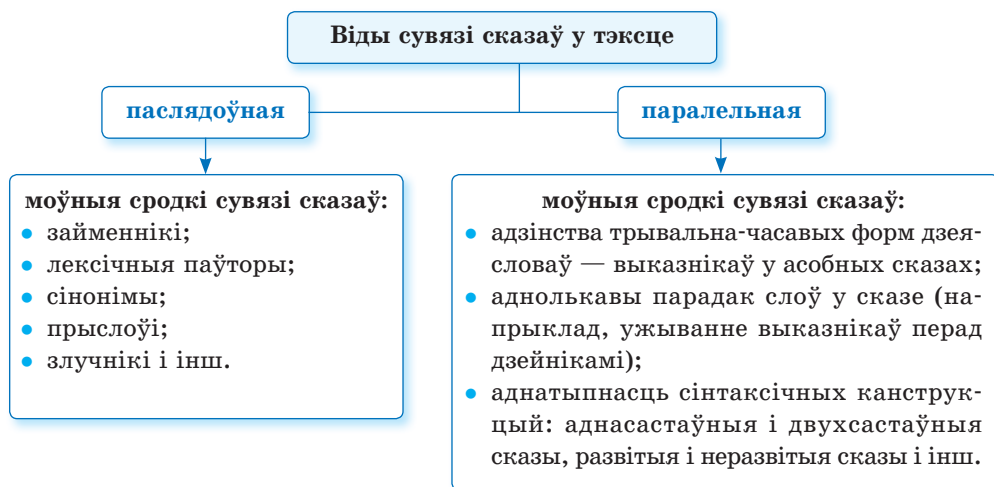 Віды сувязі сказаў у тэксце
паслядоўная
паралельная
моўныя сродкі сувязі сказаў:
• займеннікі;
• лексічныя паўторы;
• сінонімы;
• прыслоўі;
• злучнікі і інш.
моўныя сродкі сувязі сказаў:
• адзінства трывальна-часавых форм дзея-
словаў — выказнікаў у асобных сказах;
• аднолькавы парадак слоў у сказе (на-
прыклад, ужыванне выказнікаў перад
дзейнікамі);
• аднатыпнасць сінтаксічных канструк-
цый: аднасастаўныя і двухсастаўныя
сказы, развітыя і неразвітыя сказы і інш.